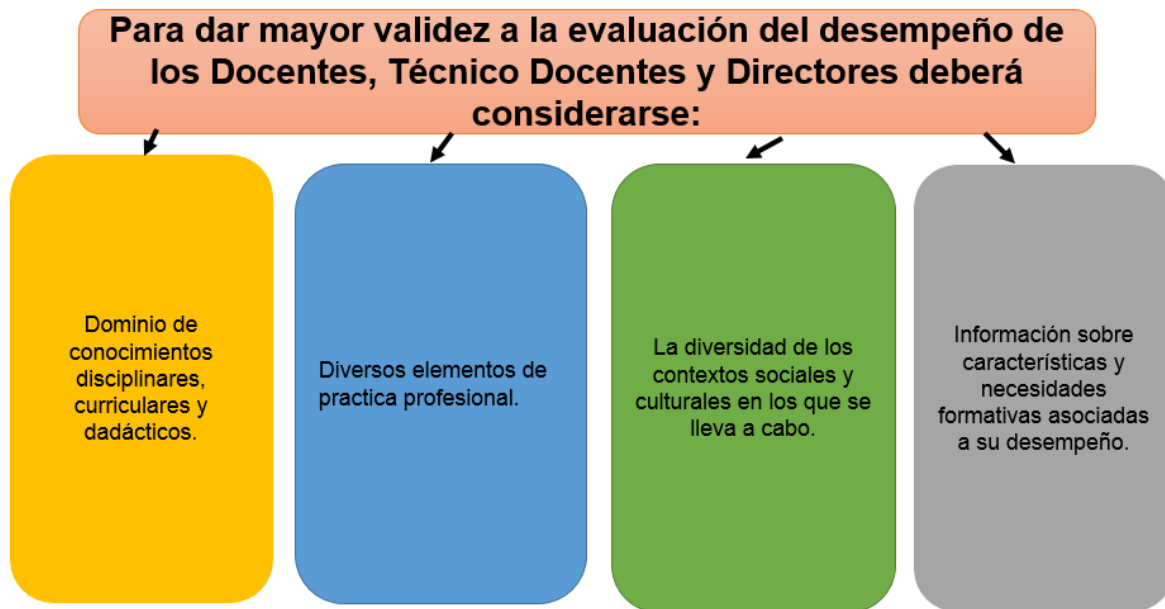 Para dar mayor validez a la evaluación del desempeño de
los Docentes, Técnico Docentes y Directores deberá
considerarse:
Dominio de
conocimientos
disciplinares,
curriculares y
dadácticos.
Diversos elementos de
practica profesional.
La diversidad de los
contextos sociales y
culturales en los que se
lleva a cabo.
Información sobre
características y
necesidades
formativas asociadas
a su desempeño.